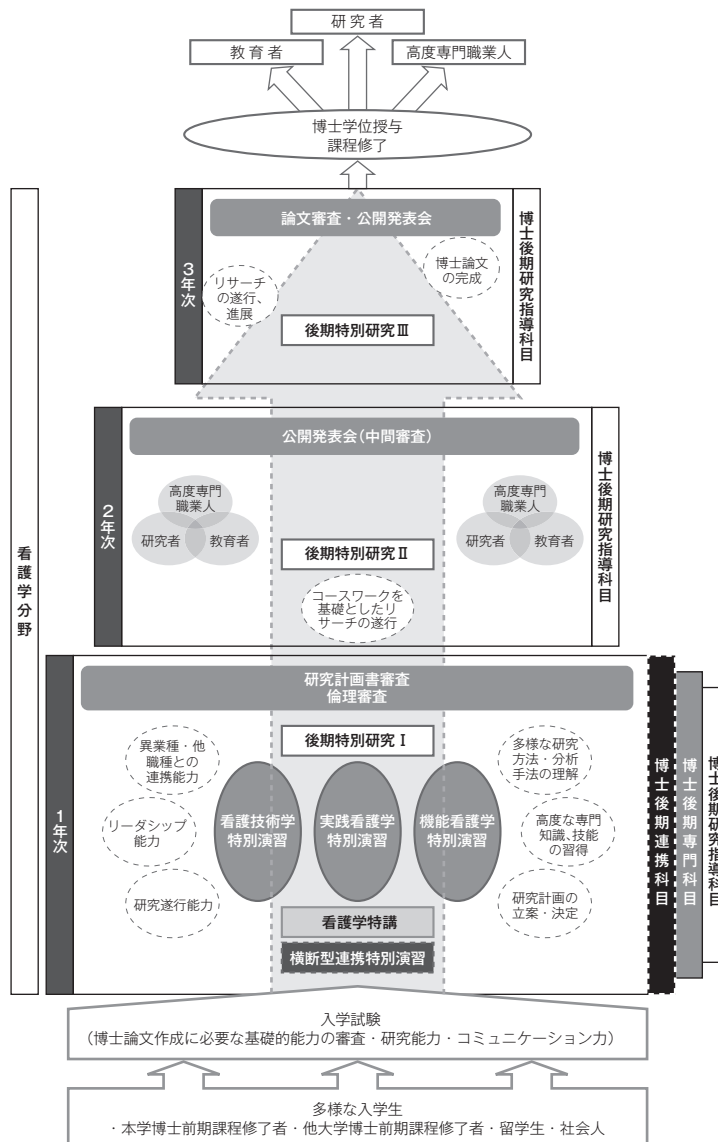 研究者
教育者
高度専門職業人
博士学位授与
課程修了
看護学分野
3年次
論文審査・公開発表会
リサーチ
の遂行、
進展
博士論文
の完成
後期特別研究Ⅲ
博士後期研究指導科目
2年次
公開発表会(中間審査)
高度専門
職業人
研究者
教育者
高度専門
職業人
研究者
教育者
後期特別研究Ⅱ
コースワークを
基礎としたリ
サーチの遂行
博士後期研究指導科目
1年次
研究計画書審査
倫理審査
後期特別研究Ⅰ
異業種・他
職種との
連携能力
リーダシップ
能力
研究遂行能力
看護技術学
特別演習
実践看護学
特別演習
機能看護学
特別演習
多様な研究
方法・分析
手法の理解
高度な専門
知識、技能
の習得
研究計画の
立案・決定
看護学特講
横断型連携特別演習
博士後期連携科目
博士後期専門科目
博士後期研究指導科目
入学試験
(博士論文作成に必要な基礎的能力の審査・研究能力・コミュニケーション力)
多様な入学生
・本学博士前期課程修了者・他大学博士前期課程修了者・留学生・社会人